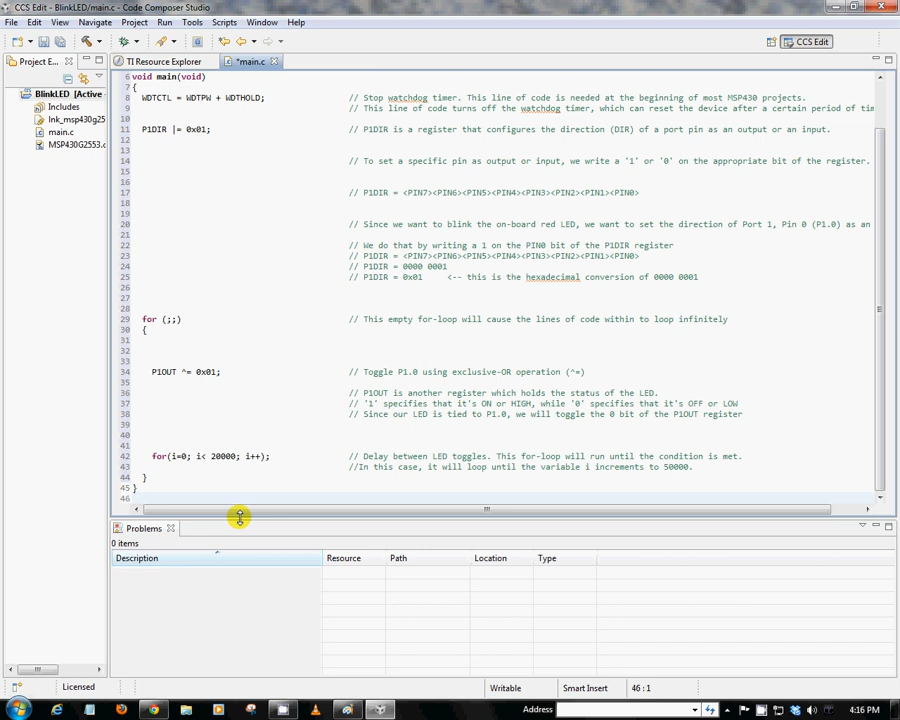 CCS Edit - BlinkLED/main.c - Code Composer Studio
File Edit View Navigate Project Run Tools Scripts Window Help
CCS Edit
Project E...
TI Resource Explorer
*main.c
BlinkLED [Active
Includes
lnk_msp430g25
main.c
MSP430G2553.c
6 void main(void)
7 {
8 WDTCTL = WDTPW + WDTHOLD; // Stop watchdog timer. This line of code is needed at the beginning of most MSP430 projects.
9 // This line of code turns off the watchdog timer, which can reset the device after a certain period of tim
10
11 P1DIR |= 0x01; // P1DIR is a register that configures the direction (DIR) of a port pin as an output or an input.
12
13
14 // To set a specific pin as output or input, we write a '1' or '0' on the appropriate bit of the register.
15
16
17 // P1DIR = <PIN7><PIN6><PIN5><PIN4><PIN3><PIN2><PIN1><PIN0>
18
19
20 // Since we want to blink the on-board red LED, we want to set the direction of Port 1, Pin 0 (P1.0) as an
21
22 // We do that by writing a 1 on the PIN0 bit of the P1DIR register
23 // P1DIR = <PIN7><PIN6><PIN5><PIN4><PIN3><PIN2><PIN1><PIN0>
24 // P1DIR = 0000 0001
25 // P1DIR = 0x01 <-- this is the hexadecimal conversion of 0000 0001
26
27
28
29 for (;;) // This empty for-loop will cause the lines of code within to loop infinitely
30 {
31
32
33
34 P1OUT ^= 0x01; // Toggle P1.0 using exclusive-OR operation (^=)
35
36 // P1OUT is another register which holds the status of the LED.
37 // '1' specifies that it's ON or HIGH, while '0' specifies that it's OFF or LOW
38 // Since our LED is tied to P1.0, we will toggle the 0 bit of the P1OUT register
39
40
41
42 for(i=0; i< 20000; i++); // Delay between LED toggles. This for-loop will run until the condition is met.
43 //In this case, it will loop until the variable i increments to 50000.
44 }
45 }
46
Problems
0 items
Description Resource Path Location Type
Licensed Writable Smart Insert 46 : 1
Address 4:16 PM